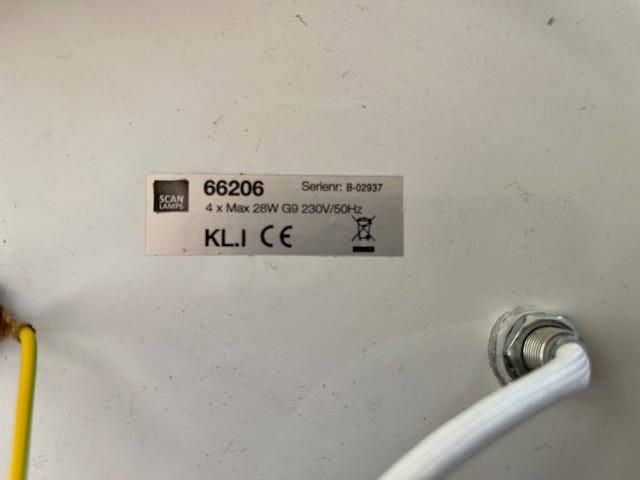 SCAN
LAMPS
66206 Serienr: B-02937
4 x Max 28W G9 230V/50Hz
KL.I CE